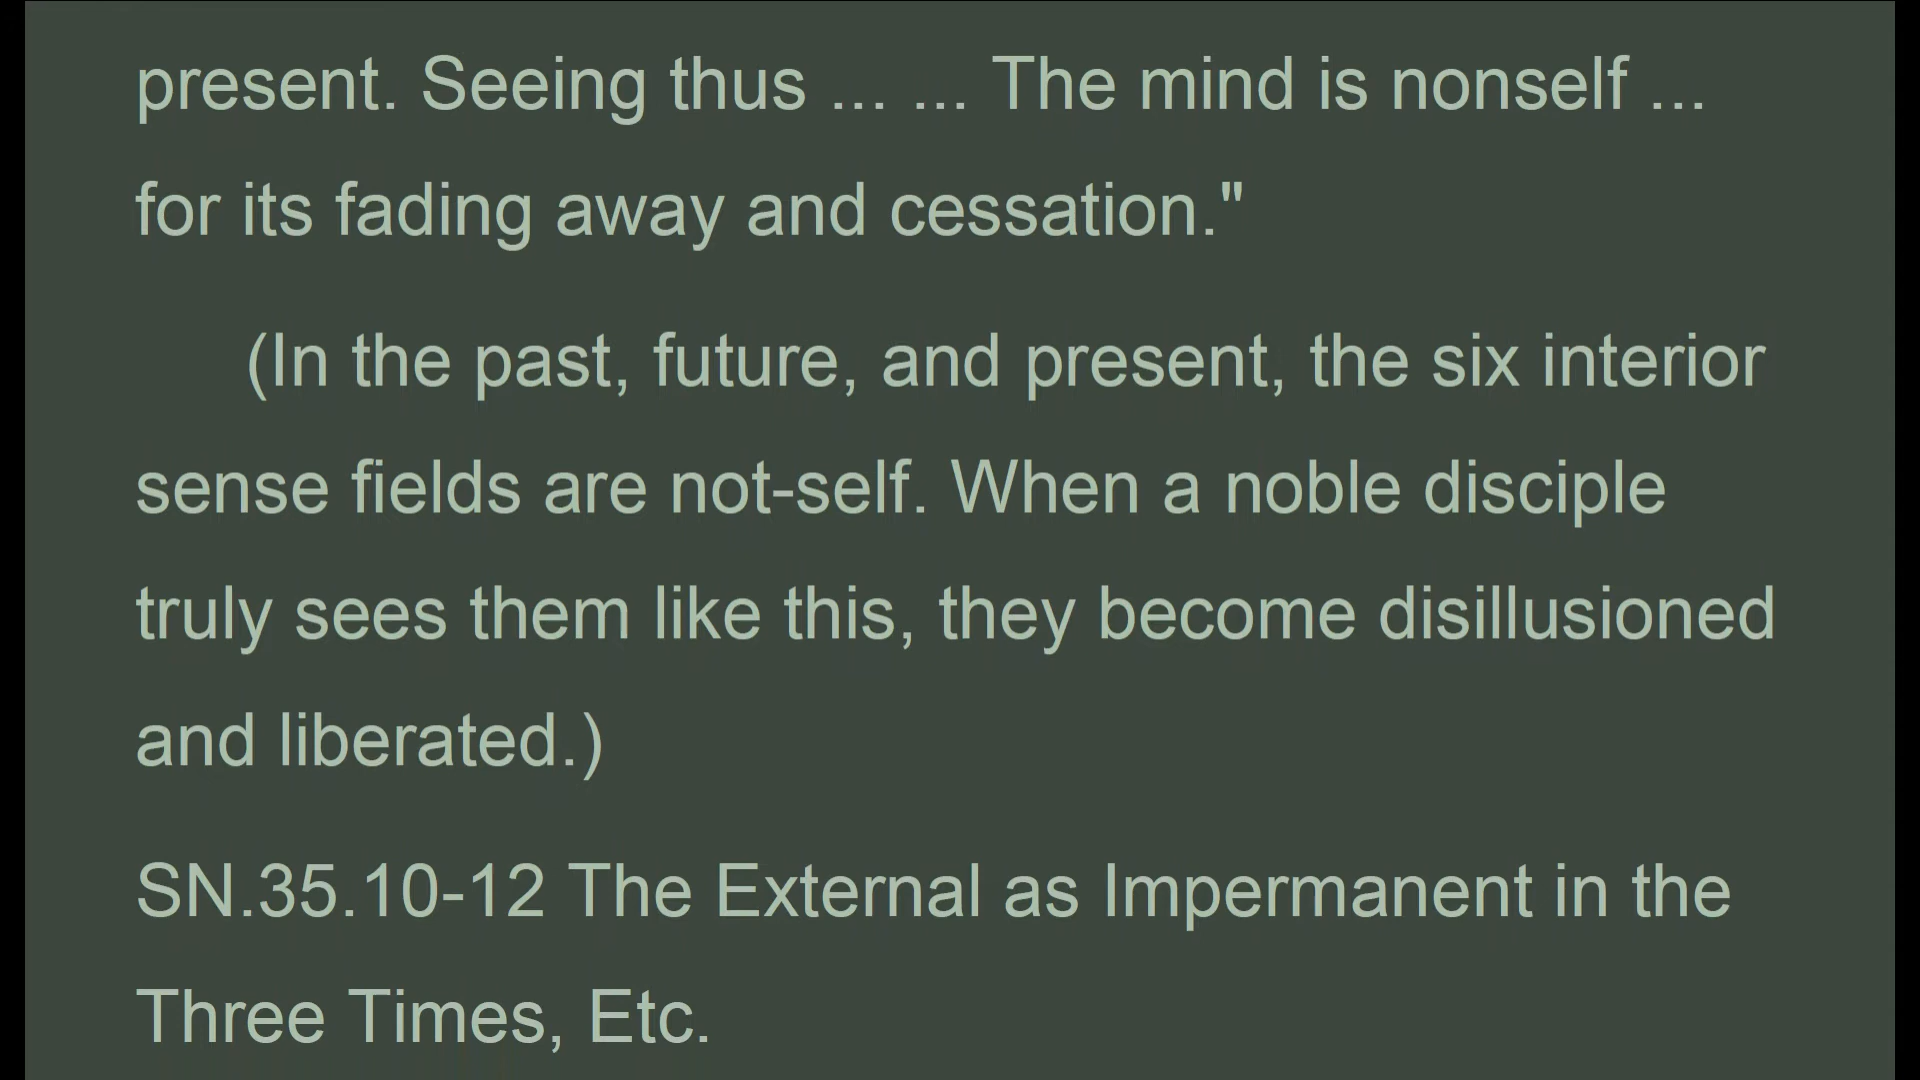 present. Seeing thus ... ... The mind is nonself ...
for its fading away and cessation."
(In the past, future, and present, the six interior
sense fields are not-self. When a noble disciple
truly sees them like this, they become disillusioned
and liberated.)
SN.35.10-12 The External as Impermanent in the
Three Times, Etc.